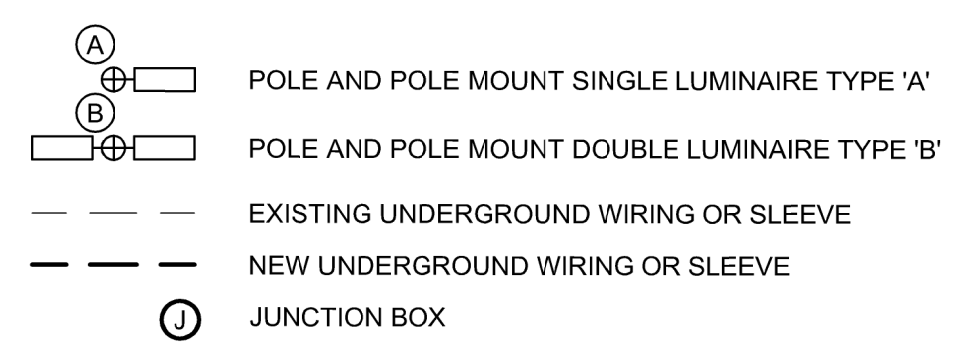 A
POLE AND POLE MOUNT SINGLE LUMINAIRE TYPE 'A'
B
POLE AND POLE MOUNT DOUBLE LUMINAIRE TYPE 'B'
EXISTING UNDERGROUND WIRING OR SLEEVE
NEW UNDERGROUND WIRING OR SLEEVE
J JUNCTION BOX